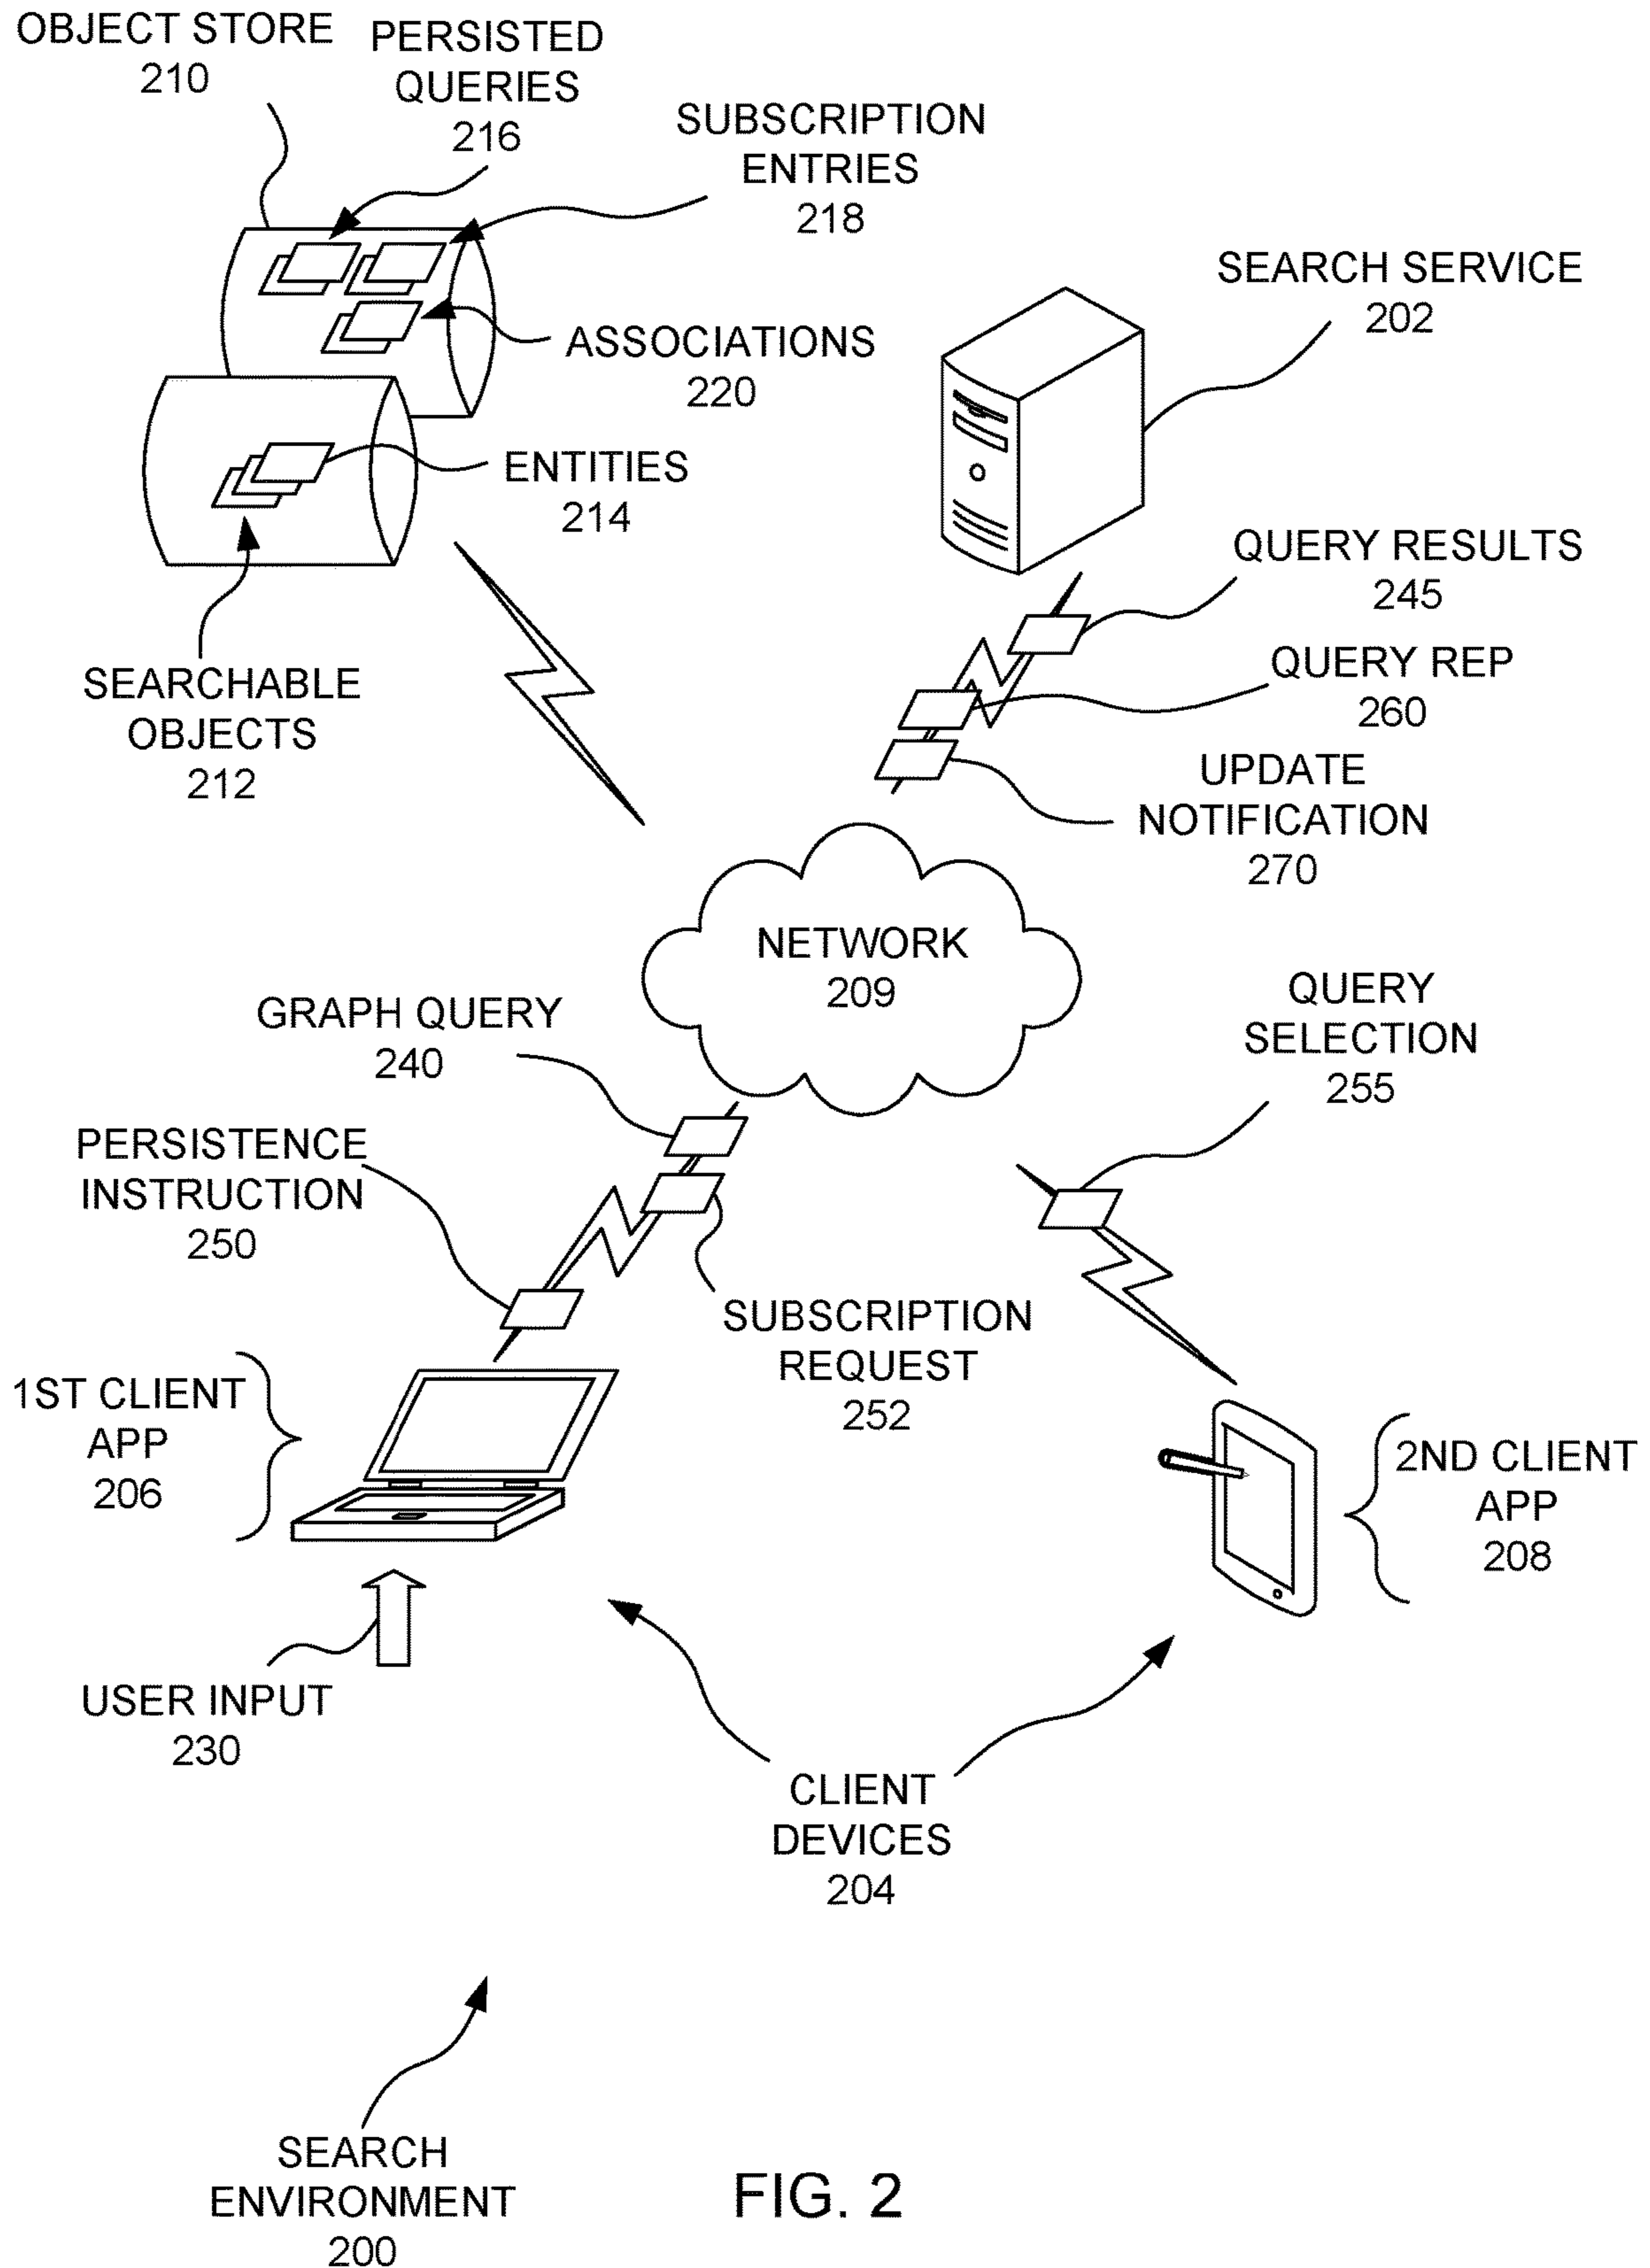 OBJECT STORE
210
PERSISTED
QUERIES
216
SUBSCRIPTION
ENTRIES
218
SEARCH SERVICE
202
ASSOCIATIONS
220
ENTITIES
214
QUERY RESULTS
245
QUERY REP
260
SEARCHABLE
OBJECTS
212
UPDATE
NOTIFICATION
270
NETWORK
209
GRAPH QUERY
240
QUERY
SELECTION
255
PERSISTENCE
INSTRUCTION
250
SUBSCRIPTION
REQUEST
252
1ST CLIENT
APP
206
2ND CLIENT
APP
208
USER INPUT
230
CLIENT
DEVICES
204
SEARCH
ENVIRONMENT
200
FIG. 2